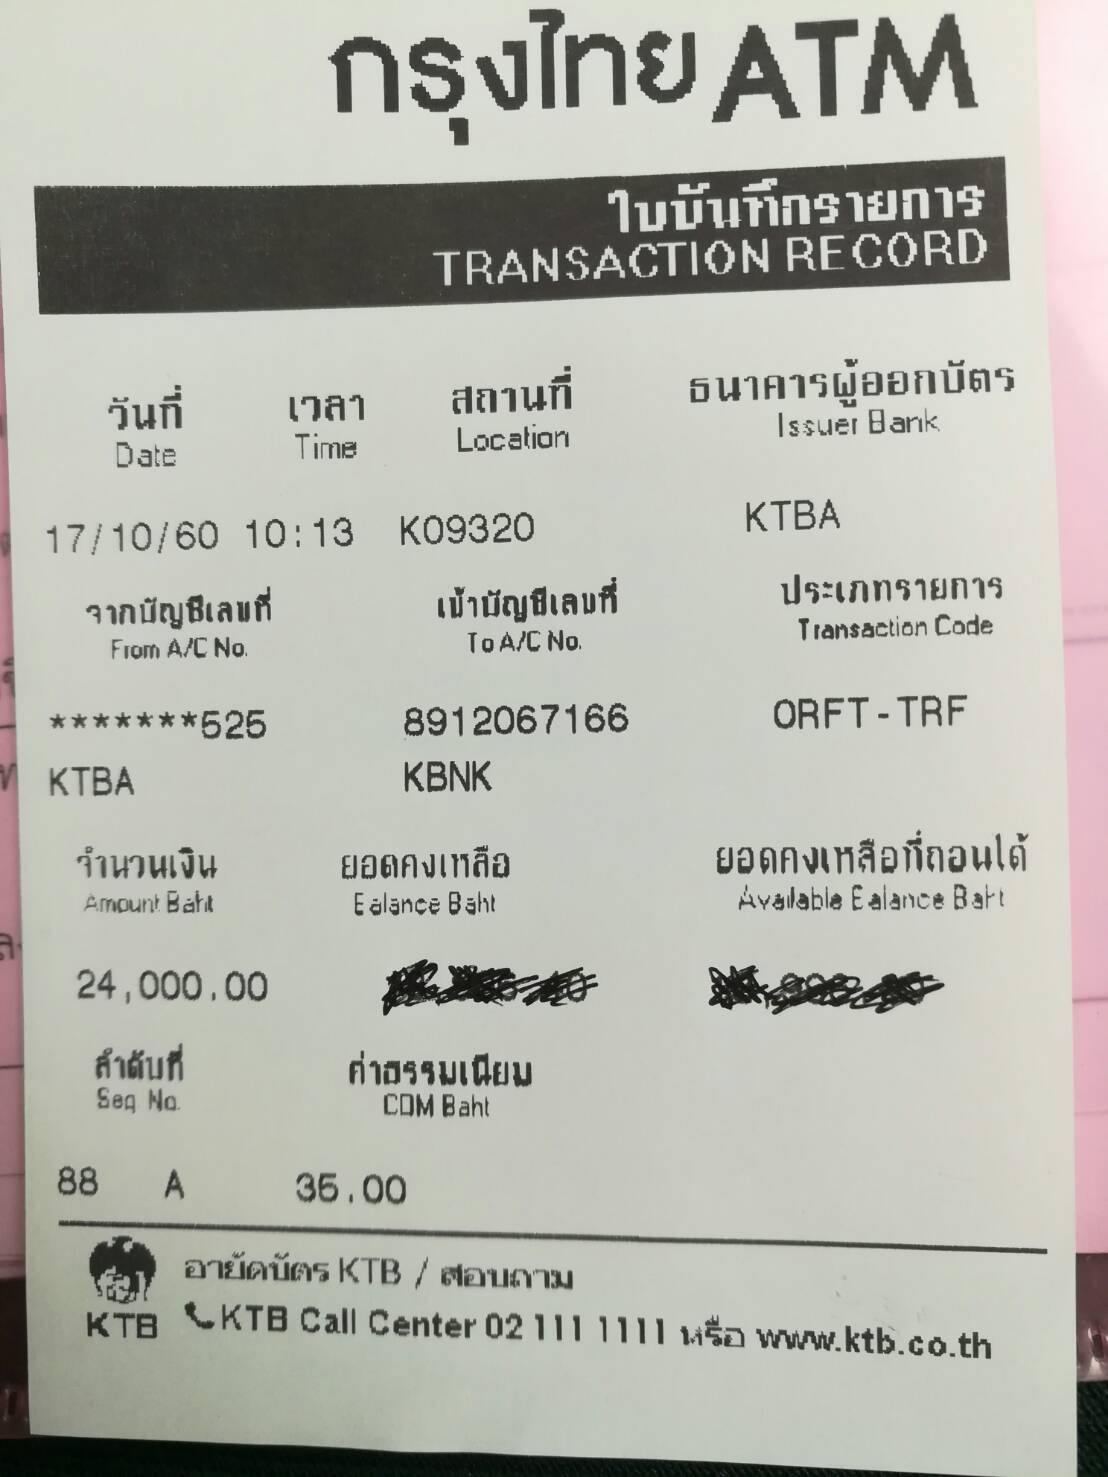 กรุงไทย ATM
ใบบันทึกรายการ
TRANSACTION RECORD
วันที่ เวลา สถานที่ ธนาคารผู้ออกบัตร
Date Time Location Issuer Bank
17/10/60 10:13 K09320 KTBA
จากบัญชีเลขที่ เข้าบัญชีเลขที่ ประเภทรายการ
From A/C No. To A/C No. Transaction Code
*******525 8912067166 ORFT-TRF
KTBA KBNK
จำนวนเงิน ยอดคงเหลือ ยอดคงเหลือที่ถอนได้
Amount Baht Balance Baht Available Balance Baht
24,000.00
ลำดับที่ ค่าธรรมเนียม
Seq No. COM Baht
88 A 35.00
อายัดบัตร KTB / สอบถาม
KTB KTB Call Center 02 111 1111 หรือ www.ktb.co.th